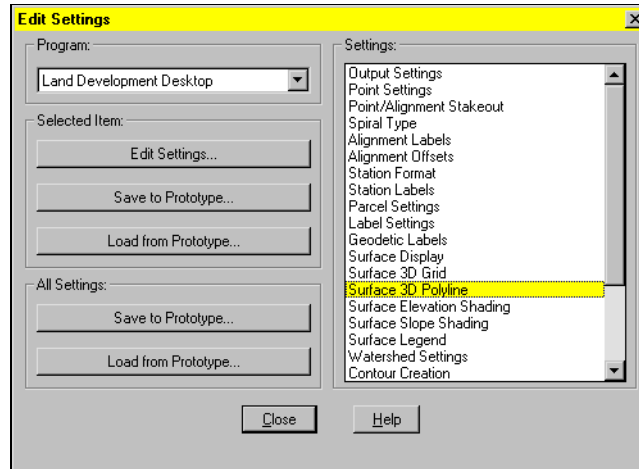 Edit Settings
Program:
Land Development Desktop
Selected Item:
Edit Settings...
Save to Prototype...
Load from Prototype...
All Settings:
Save to Prototype...
Load from Prototype...
Settings:
Output Settings
Point Settings
Point/Alignment Stakeout
Spiral Type
Alignment Labels
Alignment Offsets
Station Format
Station Labels
Parcel Settings
Label Settings
Geodetic Labels
Surface Display
Surface 3D Grid
Surface 3D Polyline
Surface Elevation Shading
Surface Slope Shading
Surface Legend
Watershed Settings
Contour Creation
Close
Help